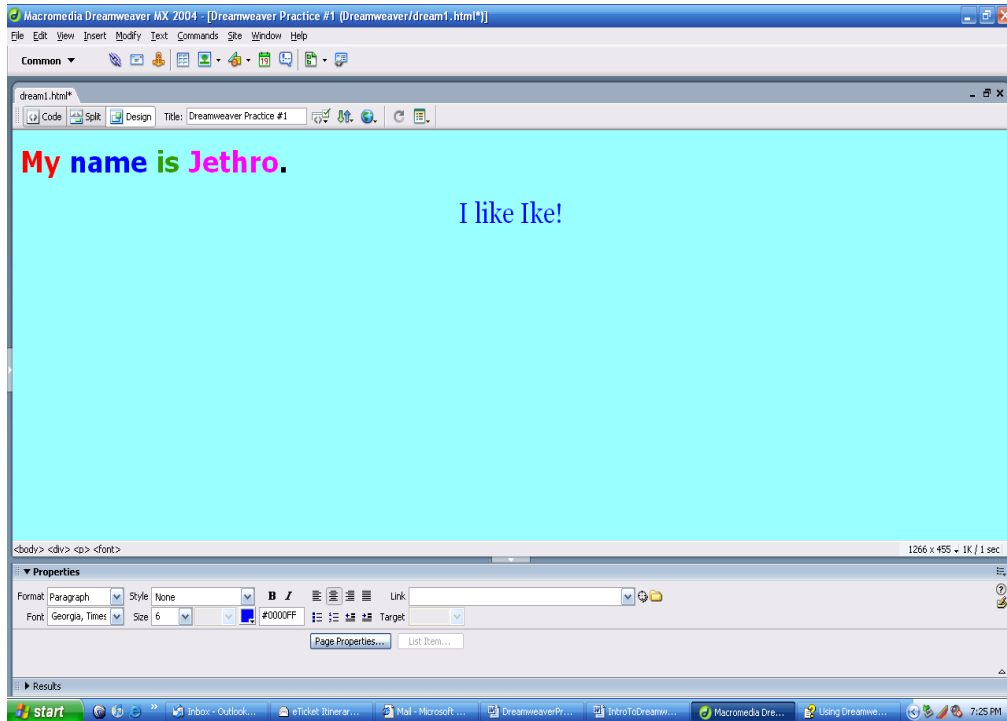 Macromedia Dreamweaver MX 2004 - [Dreamweaver Practice #1 (Dreamweaver/dream1.html*)]
File Edit View Insert Modify Text Commands Site Window Help
Common
dream1.html*
Code Split Design Title: Dreamweaver Practice #1
My name is Jethro.
I like Ike!
<body> <div> <p> <font> 1266 x 455 1K / 1 sec
Properties
Format Paragraph Style None B I Link
Font Georgia, Times Size 6 #0000FF Target
Page Properties... List Item...
Results
start Inbox - Outlook... eTicket Itinerar... Mail - Microsoft ... DreamweaverPr... IntroToDreamw... Macromedia Dre... Using Dreamwe... 7:25 PM